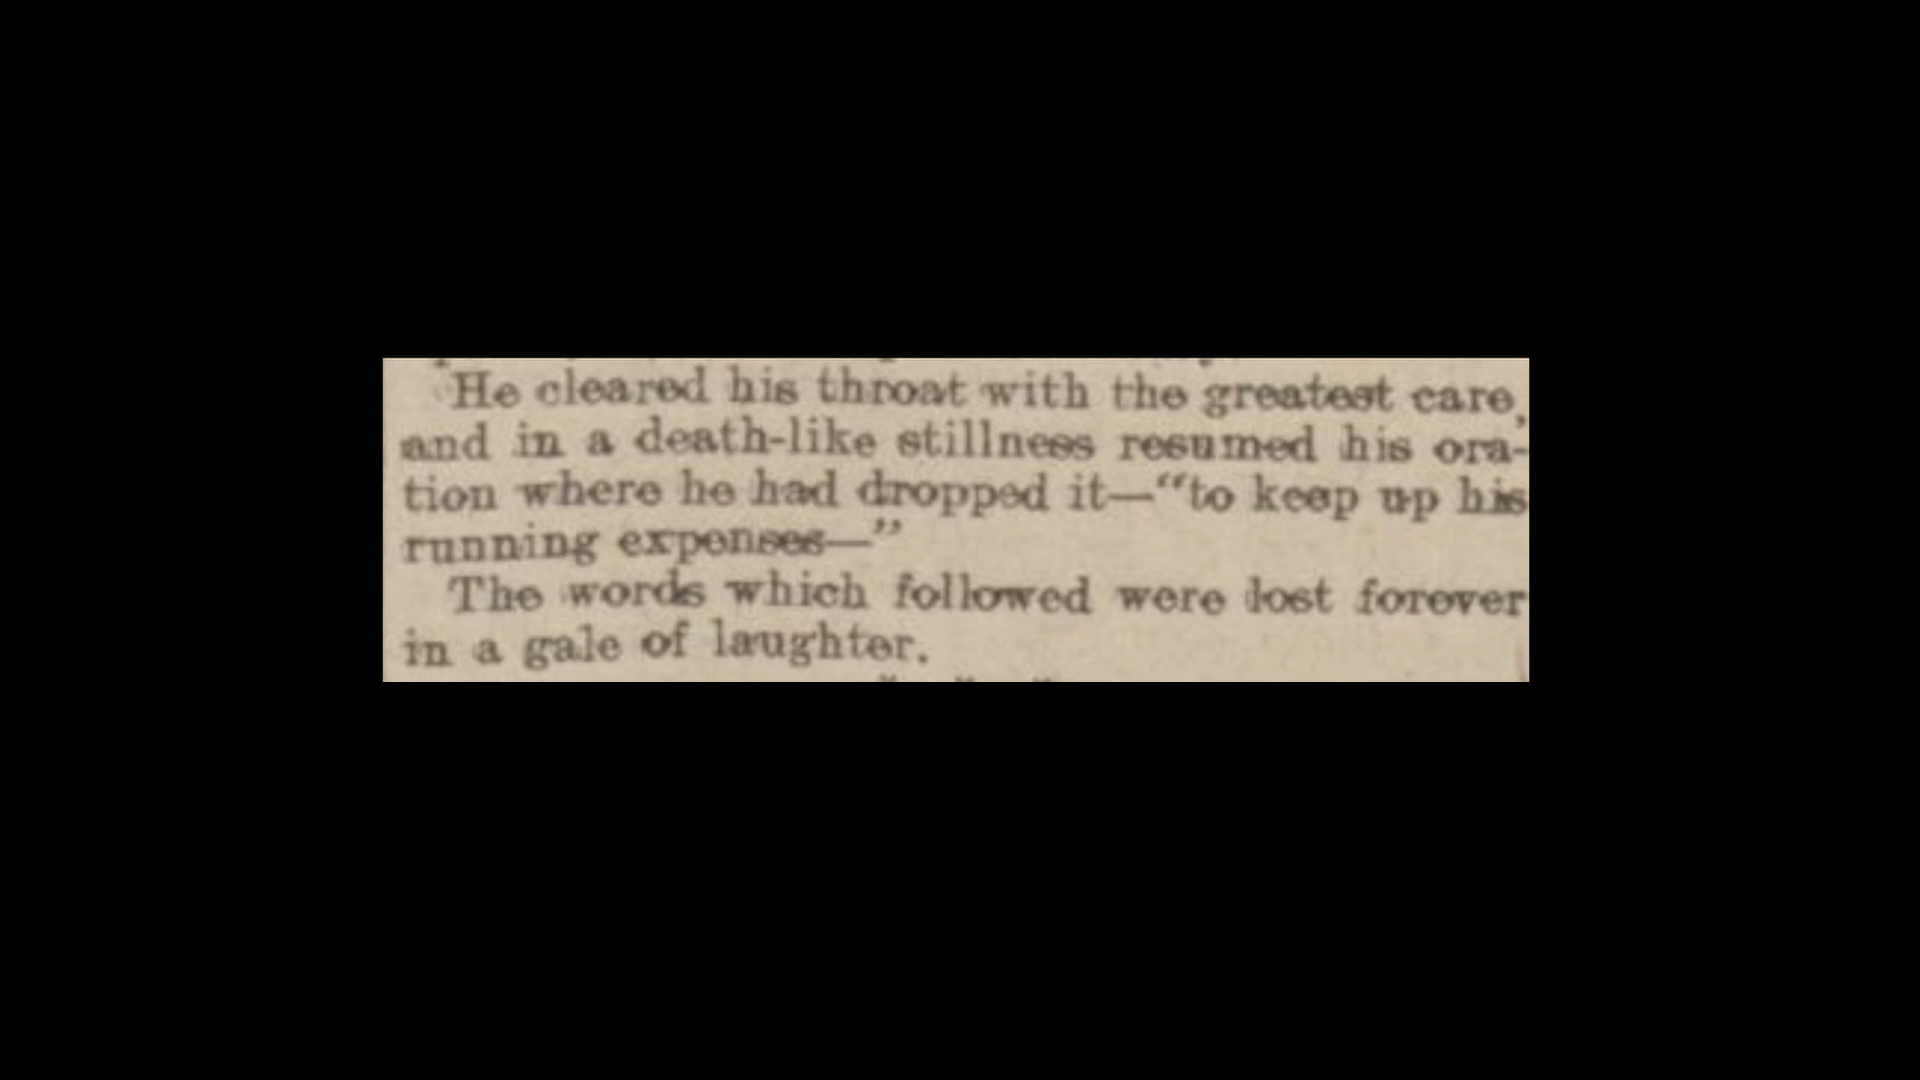 He cleared his throat with the greatest care,
and in a death-like stillness resumed his ora-
tion where he had dropped it—“to keep up his
running expenses—”
The words which followed were lost forever
in a gale of laughter.